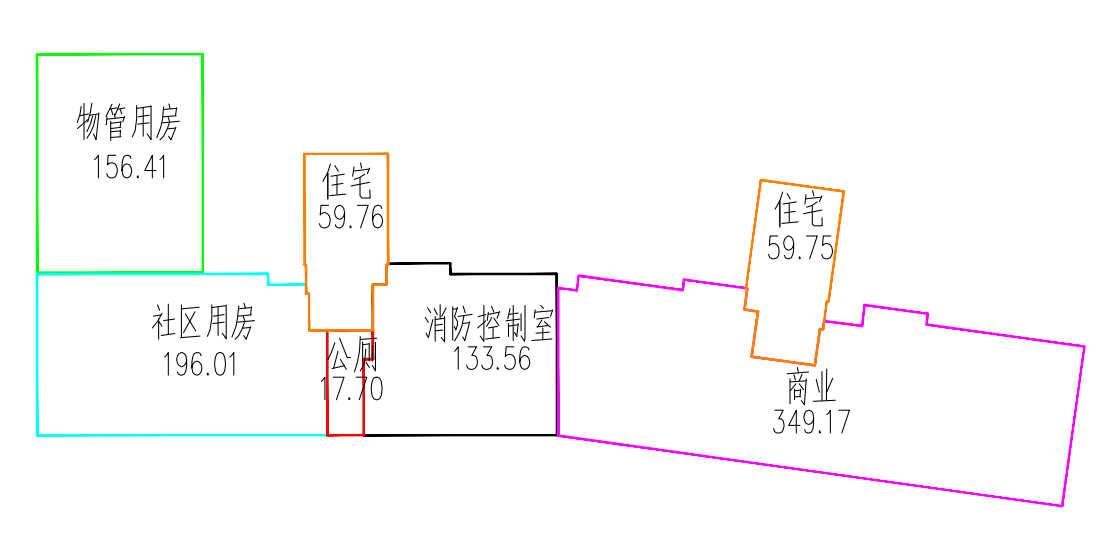 物管用房
156.41
住宅
59.76
住宅
59.75
社区用房
196.01
公厕
17.70
消防控制室
133.56
商业
349.17